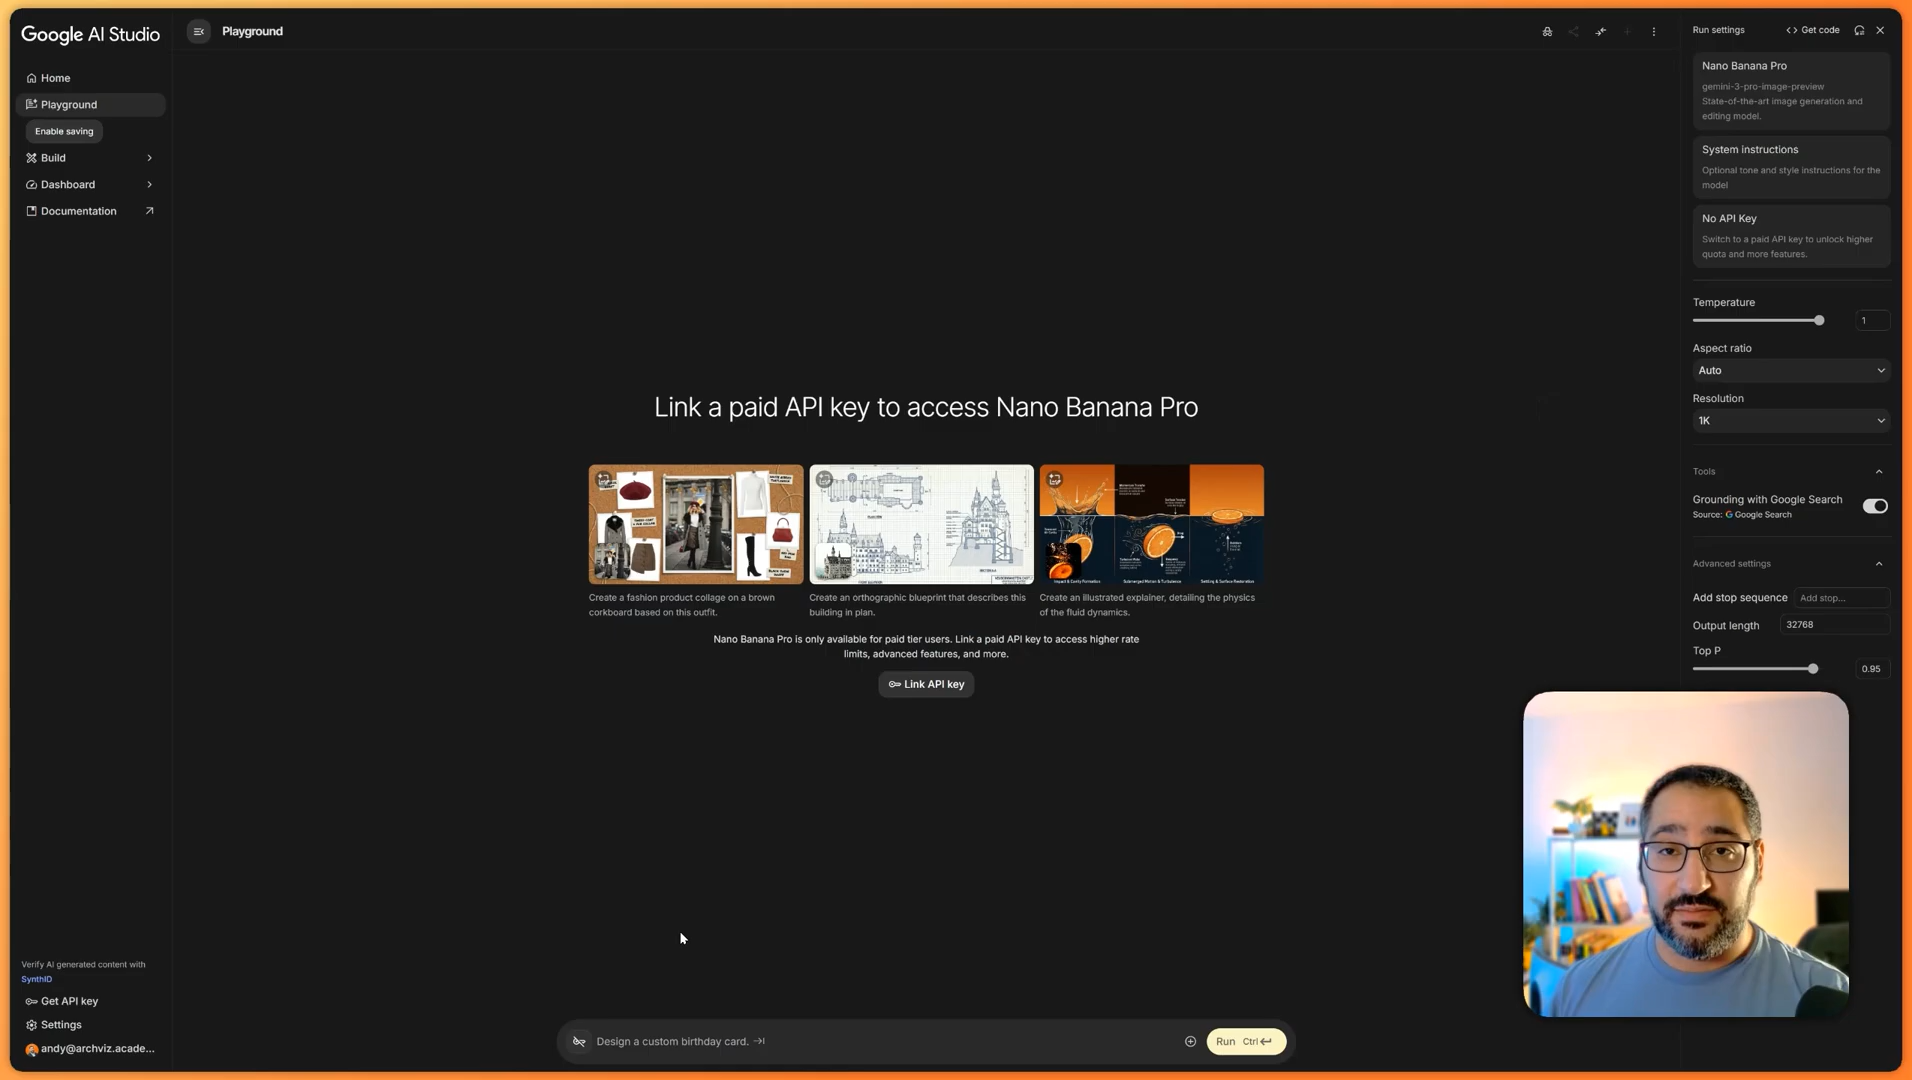 Google AI Studio
Home
Playground
Enable saving
Build
Dashboard
Documentation
Verify AI generated content with
SynthID
Get API key
Settings
andy@archviz.acade...
Playground
Link a paid API key to access Nano Banana Pro
Create a fashion product collage on a brown
corkboard based on this outfit.
Create an orthographic blueprint that describes this
building in plan.
Create an illustrated explainer, detailing the physics
of the fluid dynamics.
Nano Banana Pro is only available for paid tier users. Link a paid API key to access higher rate
limits, advanced features, and more.
Link API key
Design a custom birthday card.
Run Ctrl
Run settings
Get code
Nano Banana Pro
gemini-3-pro-image-preview
State-of-the-art image generation and
editing model.
System instructions
Optional tone and style instructions for the
model
No API Key
Switch to a paid API key to unlock higher
quota and more features.
Temperature
1
Aspect ratio
Auto
Resolution
1K
Tools
Grounding with Google Search
Source: Google Search
Advanced settings
Add stop sequence Add stop...
Output length 32768
Top P
0.95